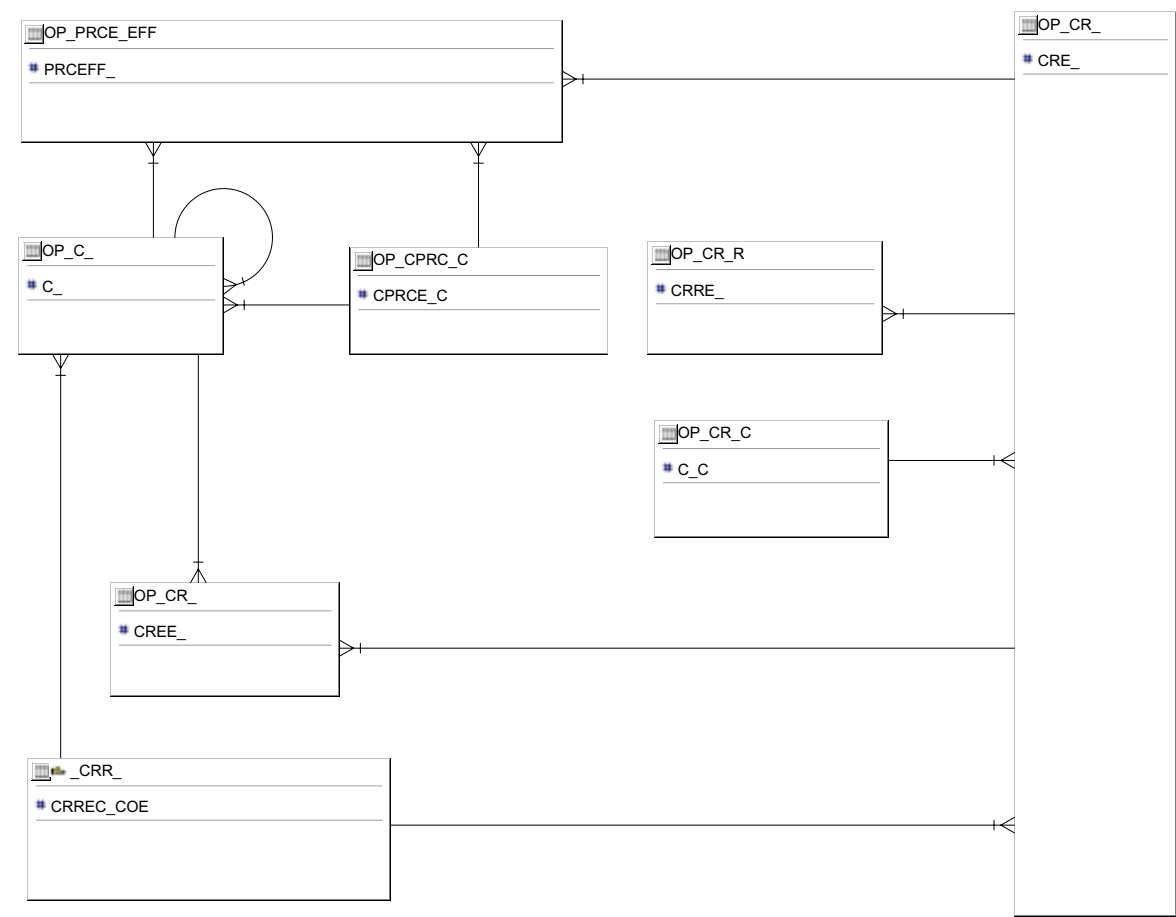 OP_PRCE_EFF
PRCEFF_
OP_CR_
CRE_
OP_C_
C_
OP_CPRC_C
CPRCE_C
OP_CR_R
CRRE_
OP_CR_C
C_C
OP_CR_
CREE_
_CRR_
CRREC_COE